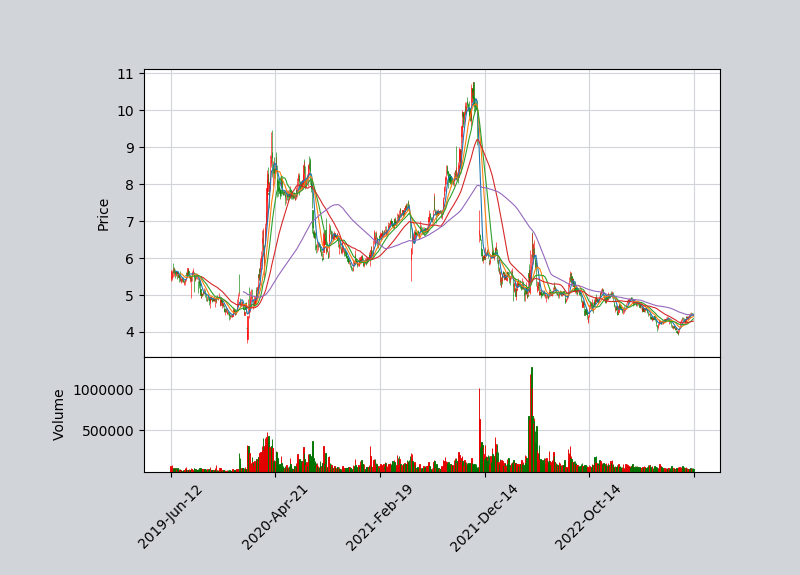 11
10
9
8
7
6
5
4
Price
1000000
500000
Volume
2019-Jun-12
2020-Apr-21
2021-Feb-19
2021-Dec-14
2022-Oct-14